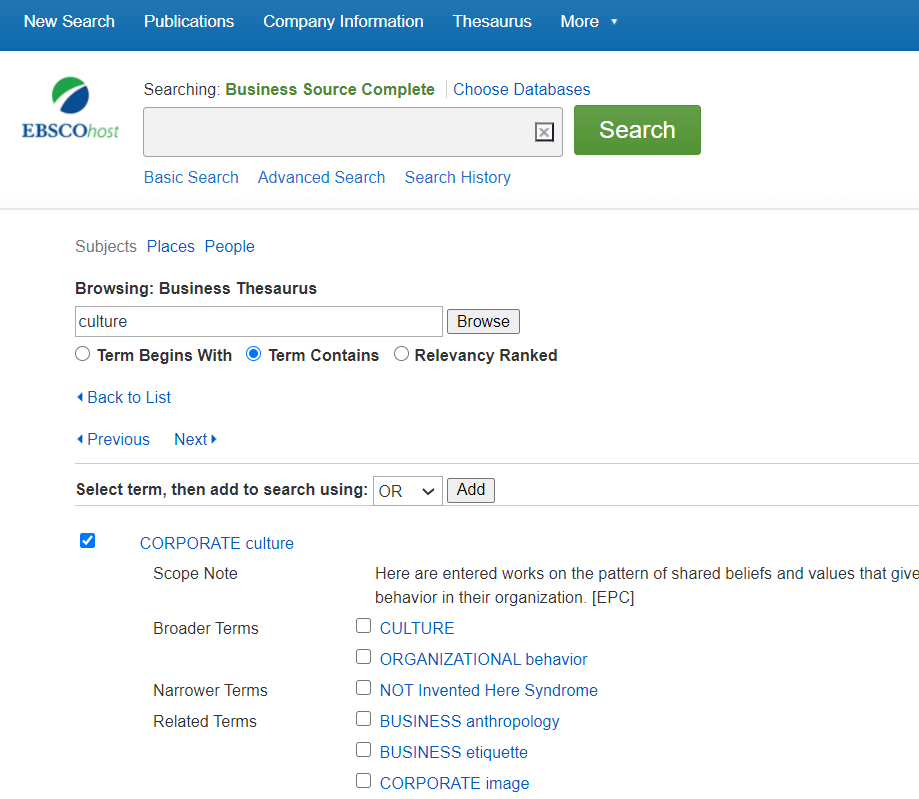 New Search Publications Company Information Thesaurus More
Searching: Business Source Complete Choose Databases
EBSCOhost
Search
Basic Search Advanced Search Search History
Subjects Places People
Browsing: Business Thesaurus
culture Browse
Term Begins With Term Contains Relevancy Ranked
Back to List
Previous Next
Select term, then add to search using: OR Add
CORPORATE culture
Scope Note Here are entered works on the pattern of shared beliefs and values that give
behavior in their organization. [EPC]
Broader Terms CULTURE
ORGANIZATIONAL behavior
Narrower Terms NOT Invented Here Syndrome
Related Terms BUSINESS anthropology
BUSINESS etiquette
CORPORATE image